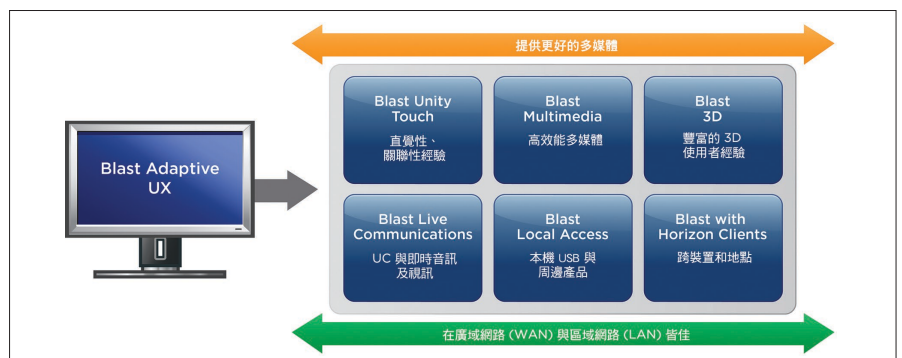 提供更好的多媒體
Blast Adaptive
UX
Blast Unity
Touch
直覺性、
關聯性經驗
Blast
Multimedia
高效能多媒體
Blast
3D
豐富的 3D
使用者經驗
Blast Live
Communications
UC 與即時音訊
及視訊
Blast
Local Access
本機 USB 與
周邊產品
Blast with
Horizon Clients
跨裝置和地點
在廣域網路 (WAN) 與區域網路 (LAN) 皆佳